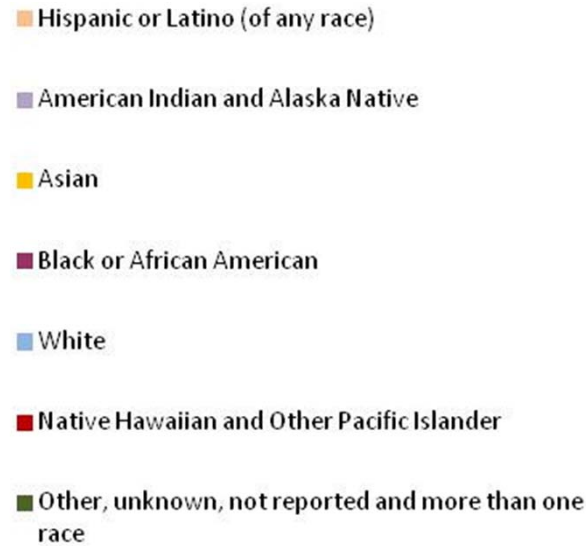 Hispanic or Latino (of any race)
American Indian and Alaska Native
Asian
Black or African American
White
Native Hawaiian and Other Pacific Islander
Other, unknown, not reported and more than one
race